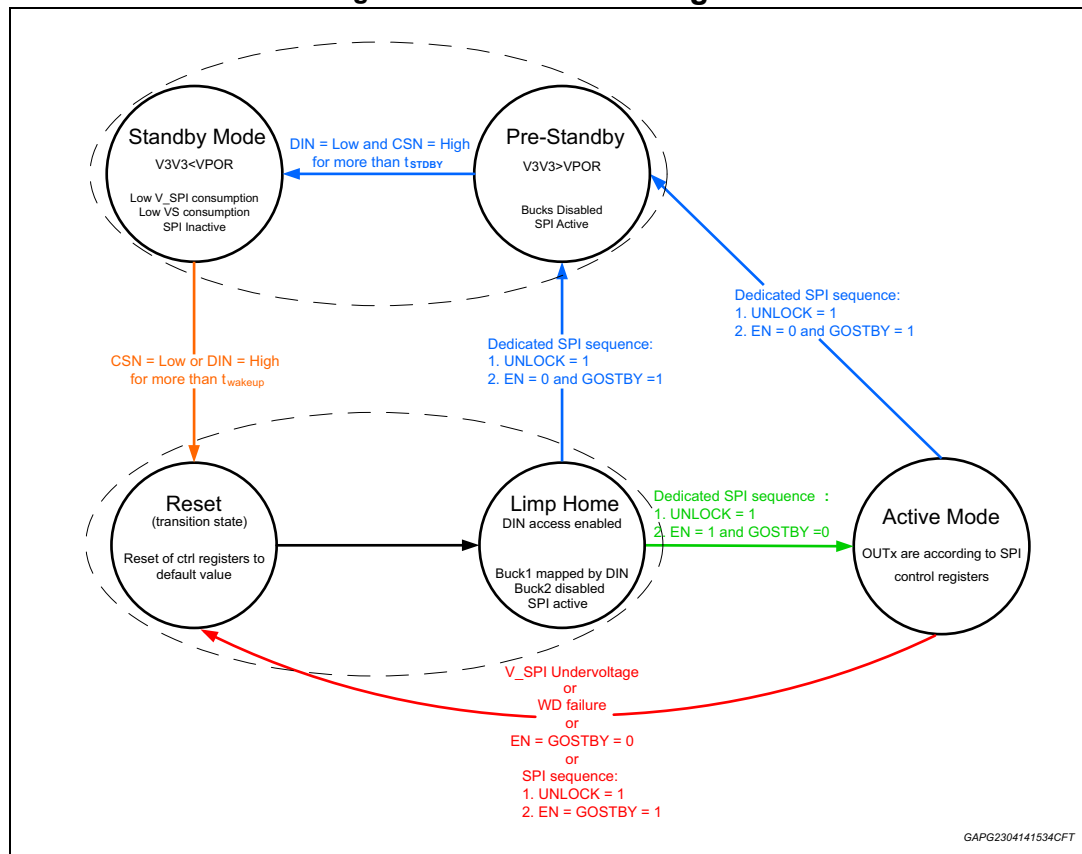 Standby Mode
V3V3<VPOR
Low V_SPI consumption
Low VS consumption
SPI Inactive
DIN = Low and CSN = High
for more than tSTDBY
Pre-Standby
V3V3>VPOR
Bucks Disabled
SPI Active
Dedicated SPI sequence:
1. UNLOCK = 1
2. EN = 0 and GOSTBY = 1
Dedicated SPI sequence:
1. UNLOCK = 1
2. EN = 0 and GOSTBY =1
CSN = Low or DIN = High
for more than twakeup
Reset
(transition state)
Reset of ctrl registers to
default value
Limp Home
DIN access enabled
Buck1 mapped by DIN
Buck2 disabled
SPI active
Dedicated SPI sequence :
1. UNLOCK = 1
2. EN = 1 and GOSTBY =0
Active Mode
OUTx are according to SPI
control registers
V_SPI Undervoltage
or
WD failure
or
EN = GOSTBY = 0
or
SPI sequence:
1. UNLOCK = 1
2. EN = GOSTBY = 1
GAPG2304141534CFT